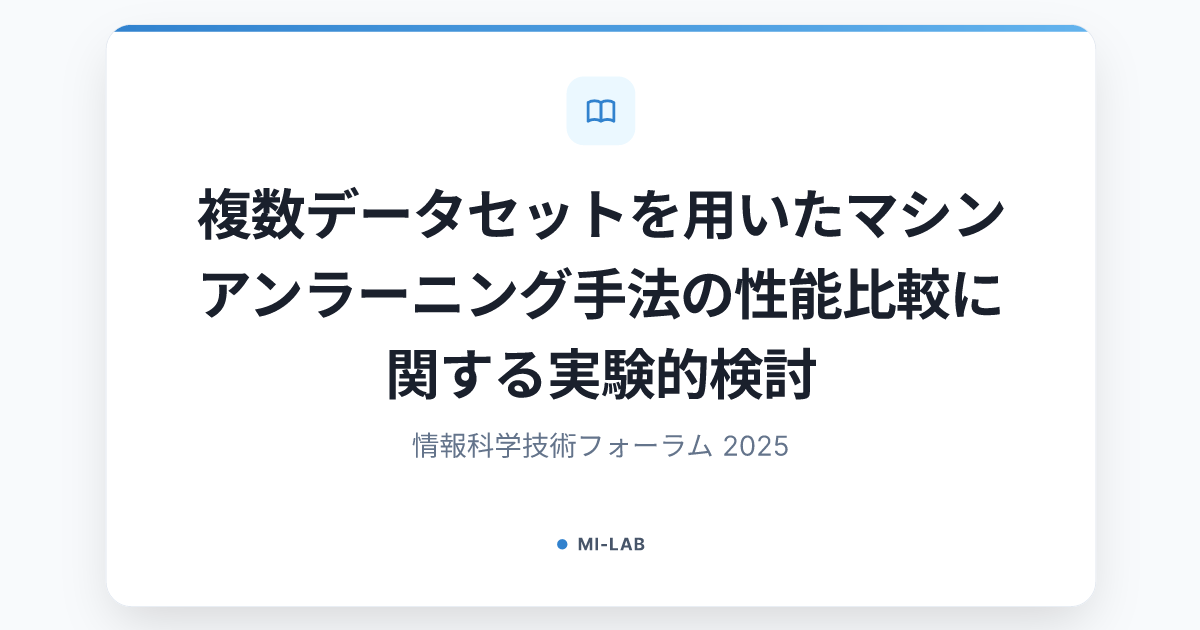 複数データセットを用いたマシン
アンラーニング手法の性能比較に
関する実験的検討
情報科学技術フォーラム 2025
MI-LAB